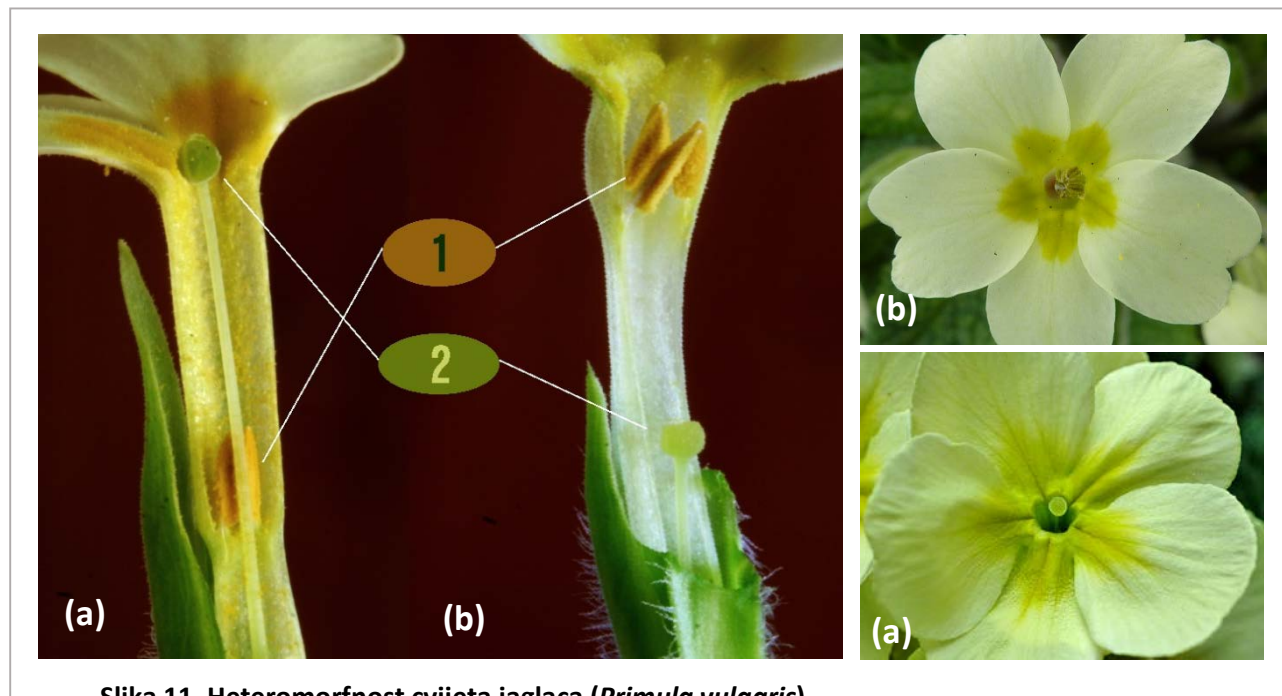 1
2
(a)
(b)
(b)
(a)
Slika 11. Heteromorfnost cvijeta jaglaca (Primula vulgaris)